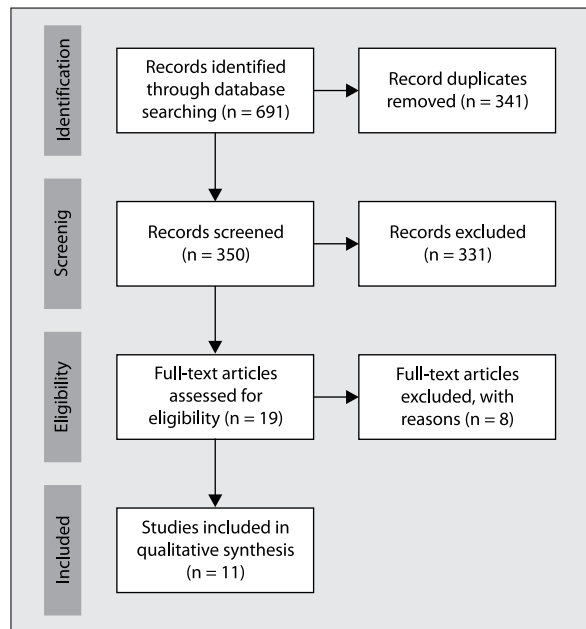 Identification
Records identified
through database
searching (n = 691)
Record duplicates
removed (n = 341)
Screenig
Records screened
(n = 350)
Records excluded
(n = 331)
Eligibility
Full-text articles
assessed for
eligibility (n = 19)
Full-text articles
excluded, with
reasons (n = 8)
Included
Studies included in
qualitative synthesis
(n = 11)